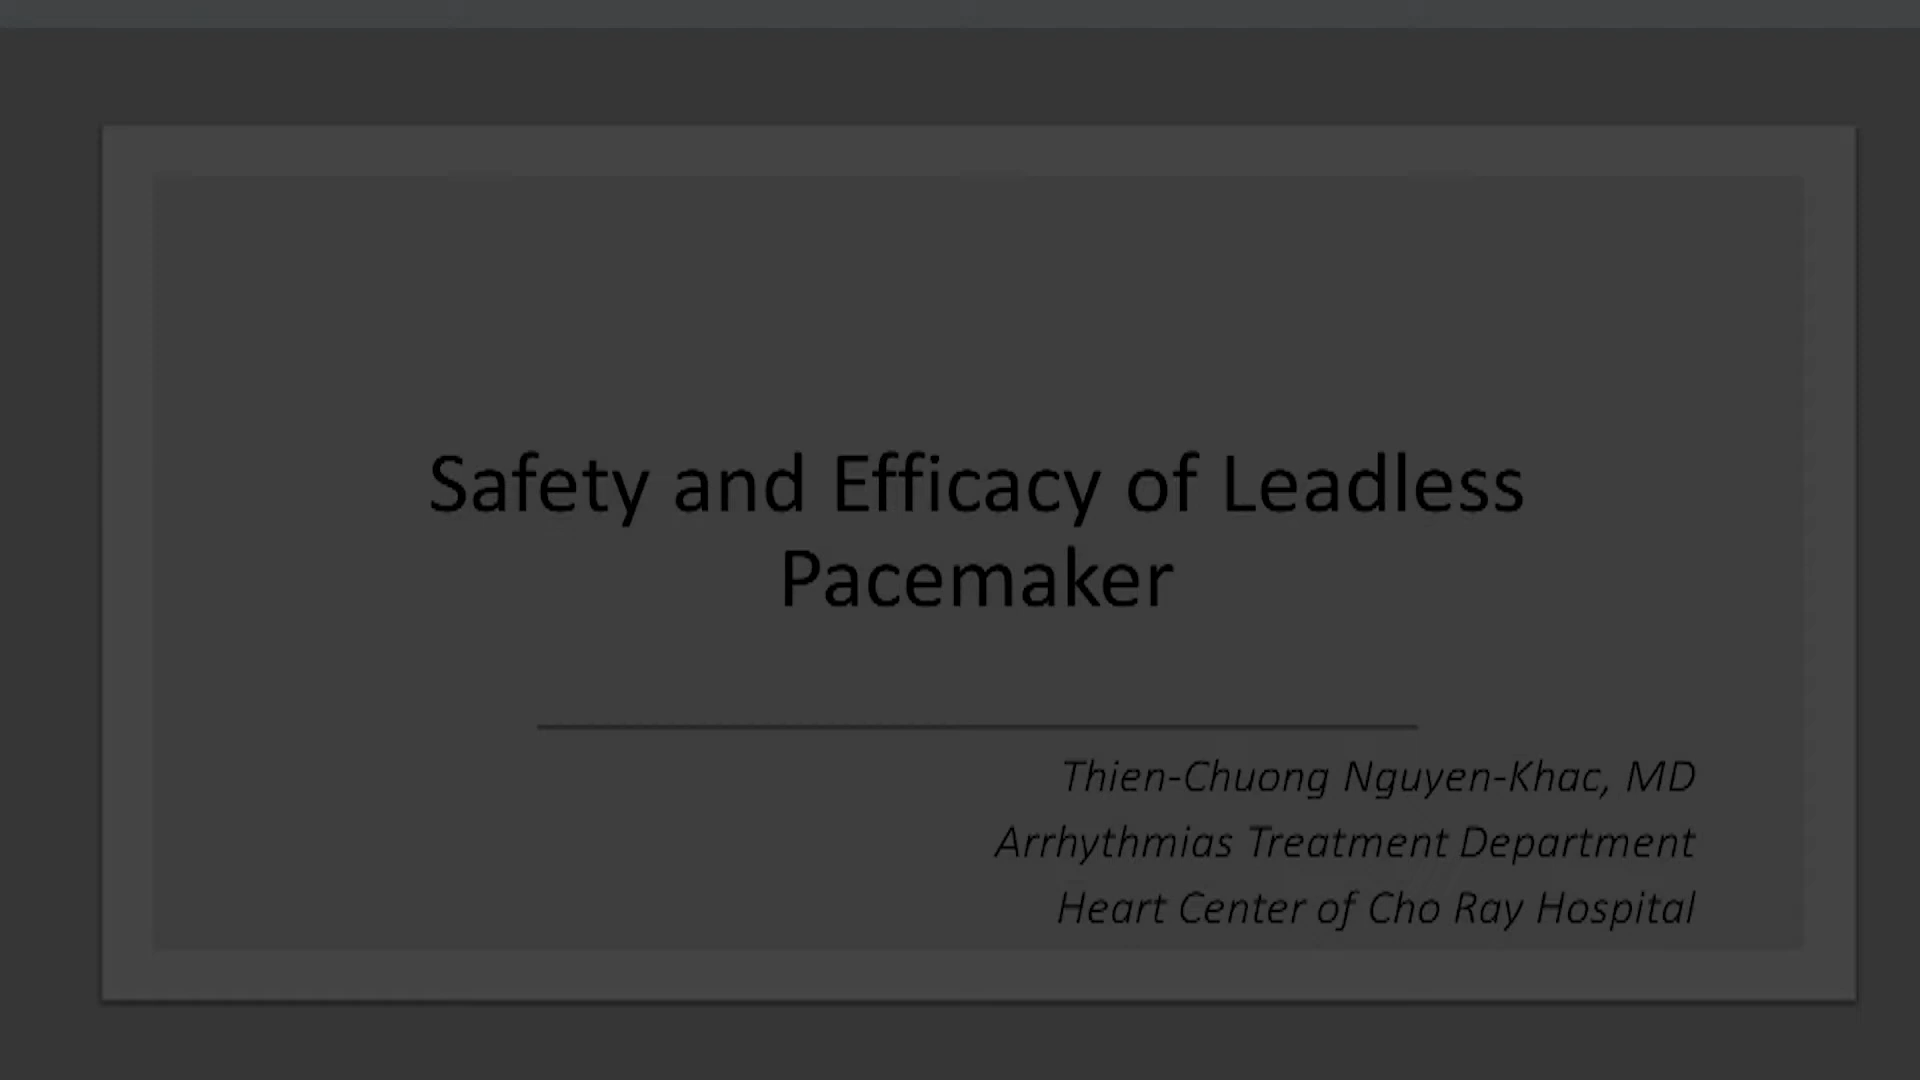 Safety and Efficacy of Leadless
Pacemaker
Thien-Chuong Nguyen-Khac, MD
Arrhythmias Treatment Department
Heart Center of Cho Ray Hospital